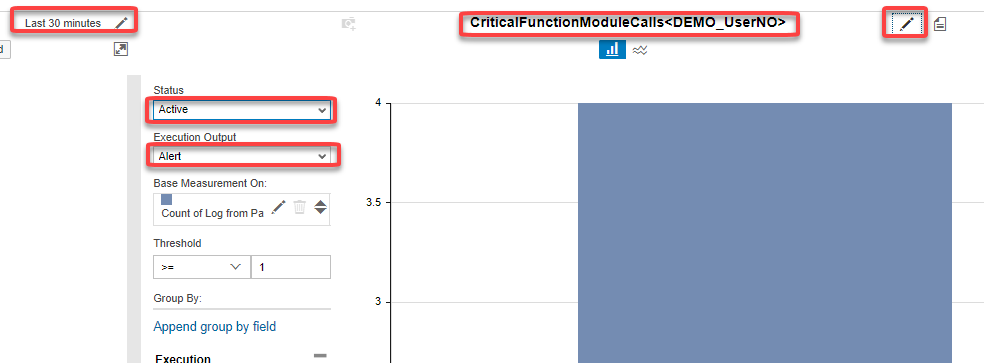 Last 30 minutes
CriticalFunctionModuleCalls<DEMO_UserNO>
d
Status
Active
Execution Output
Alert
Base Measurement On:
Count of Log from Pa
Threshold
>=
1
Group By:
Append group by field
Execution
4
3.5
3